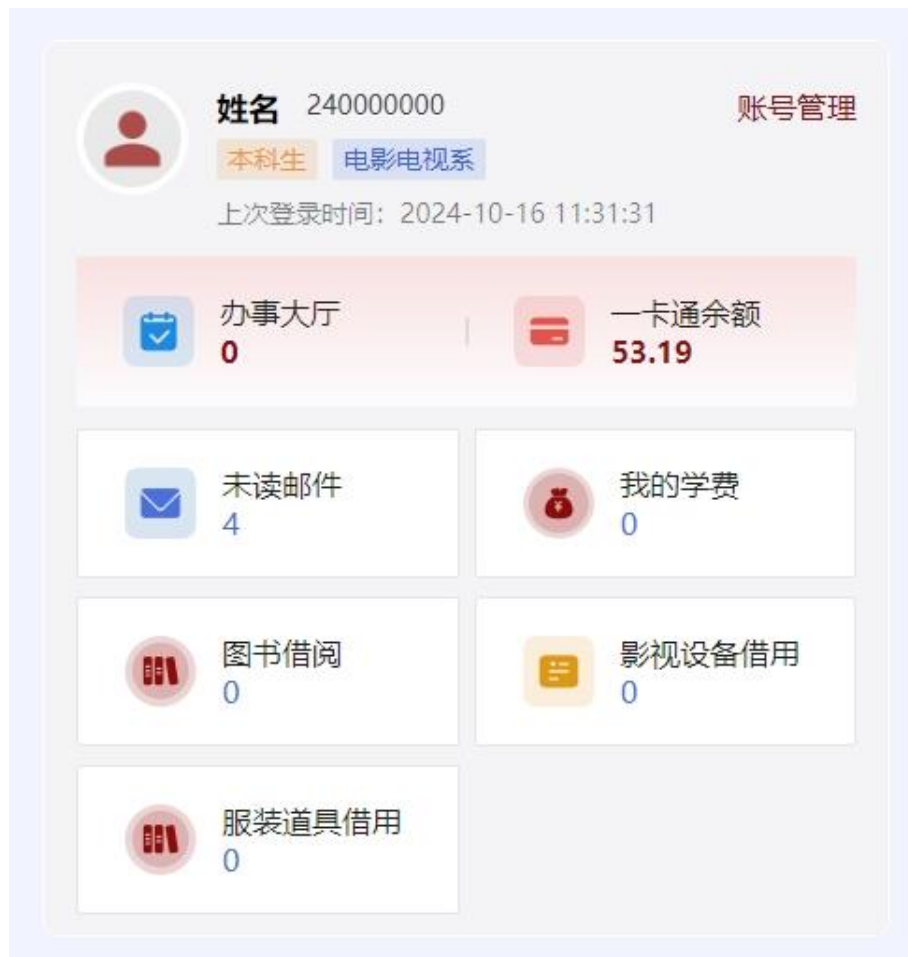 姓名 240000000 账号管理
本科生 电影电视系
上次登录时间：2024-10-16 11:31:31
办事大厅 一卡通余额
0 53.19
未读邮件 我的学费
4 0
图书借阅 影视设备借用
0 0
服装道具借用
0